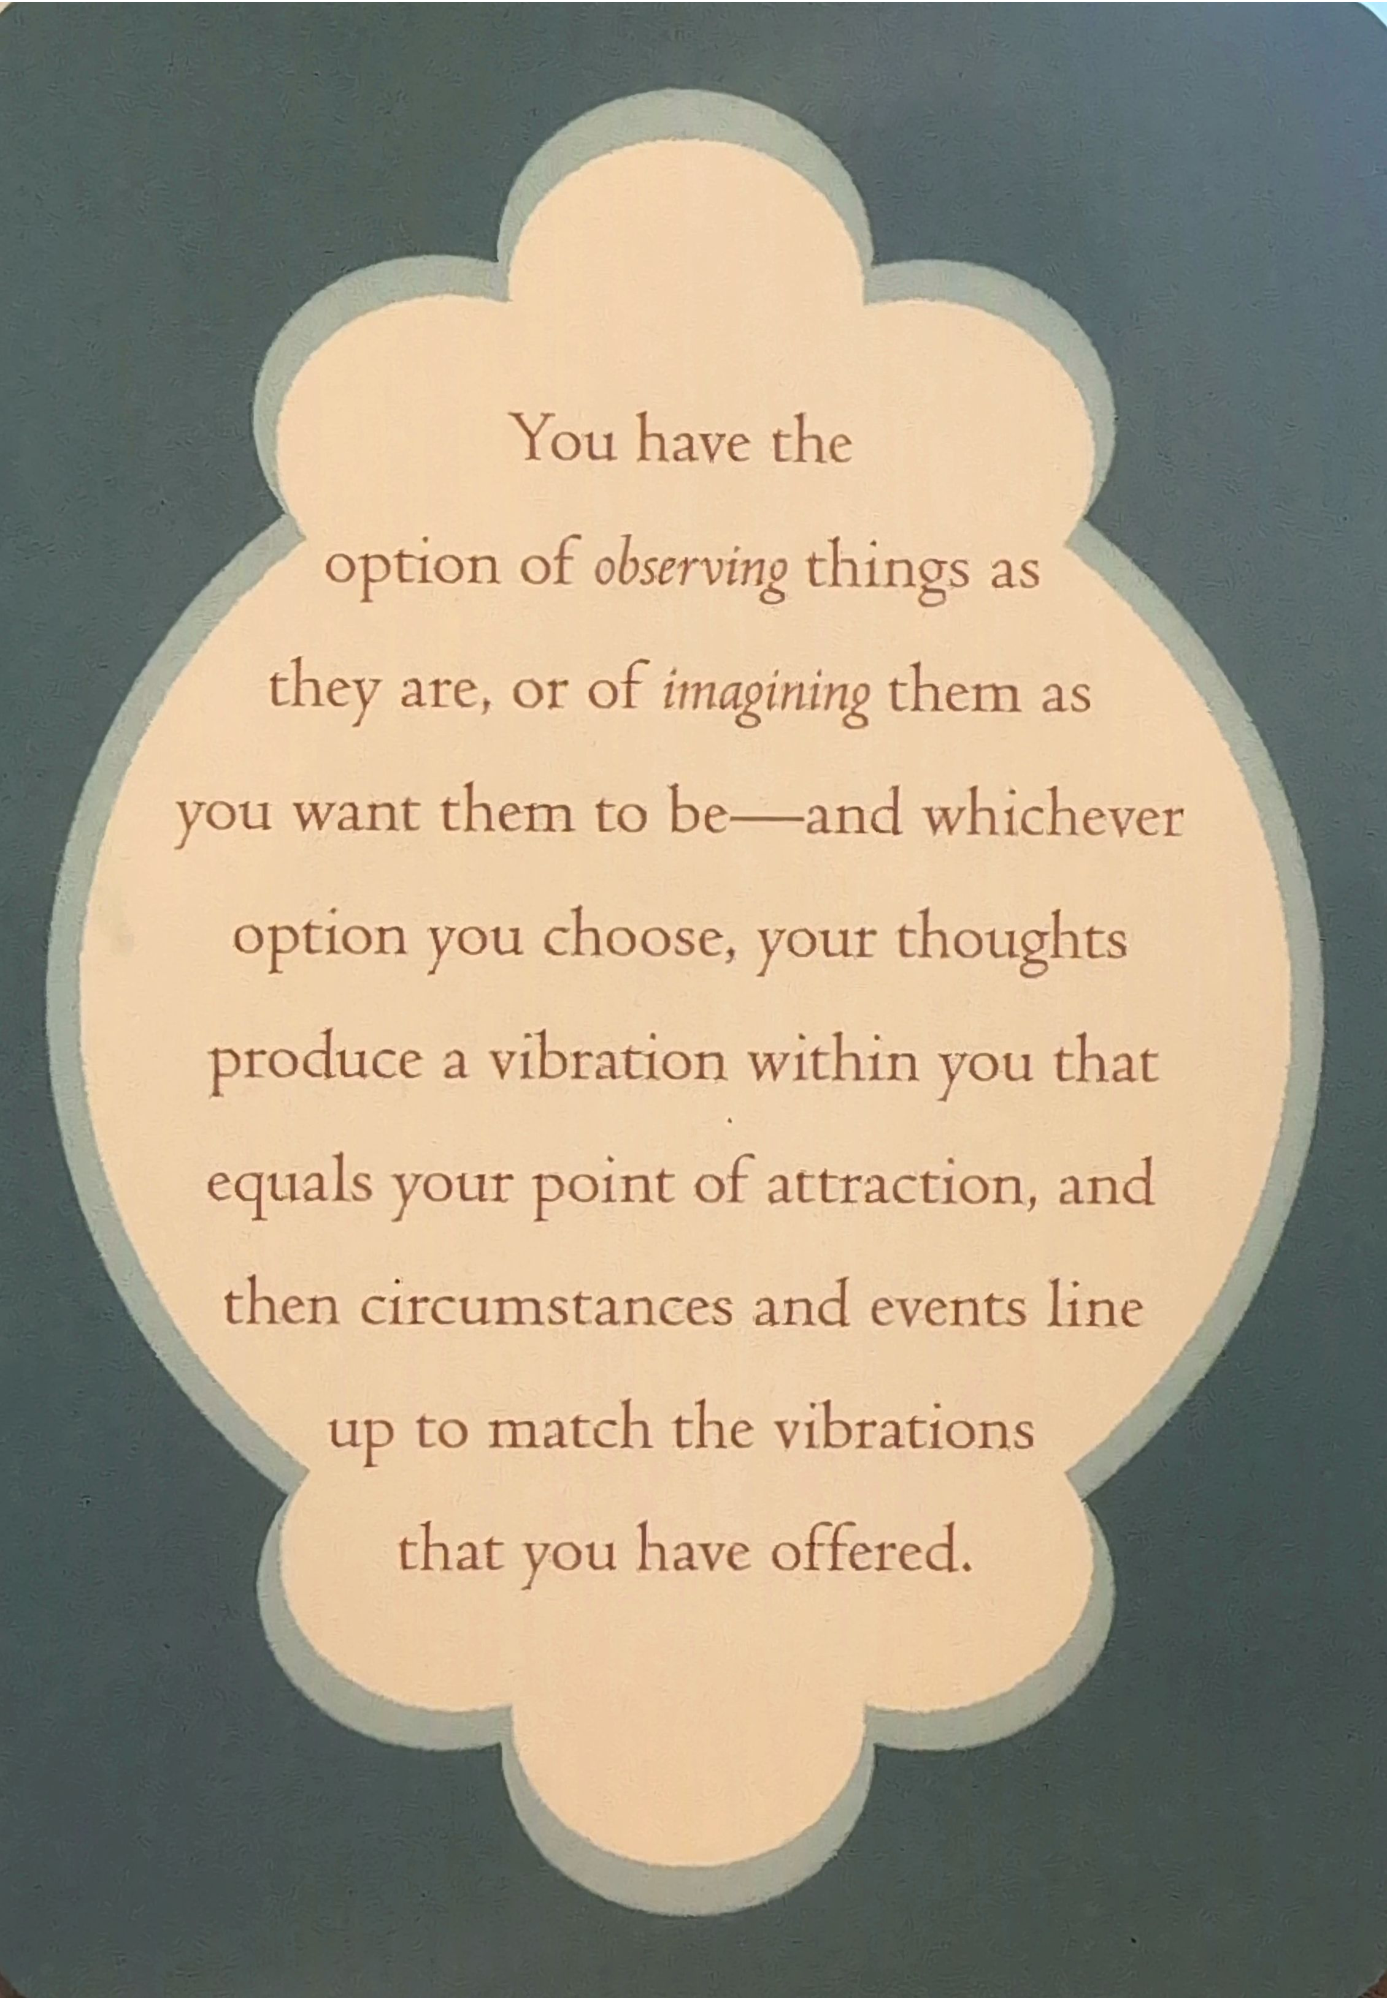 You have the
option of observing things as
they are, or of imagining them as
you want them to be—and whichever
option you choose, your thoughts
produce a vibration within you that
equals your point of attraction, and
then circumstances and events line
up to match the vibrations
that you have offered.